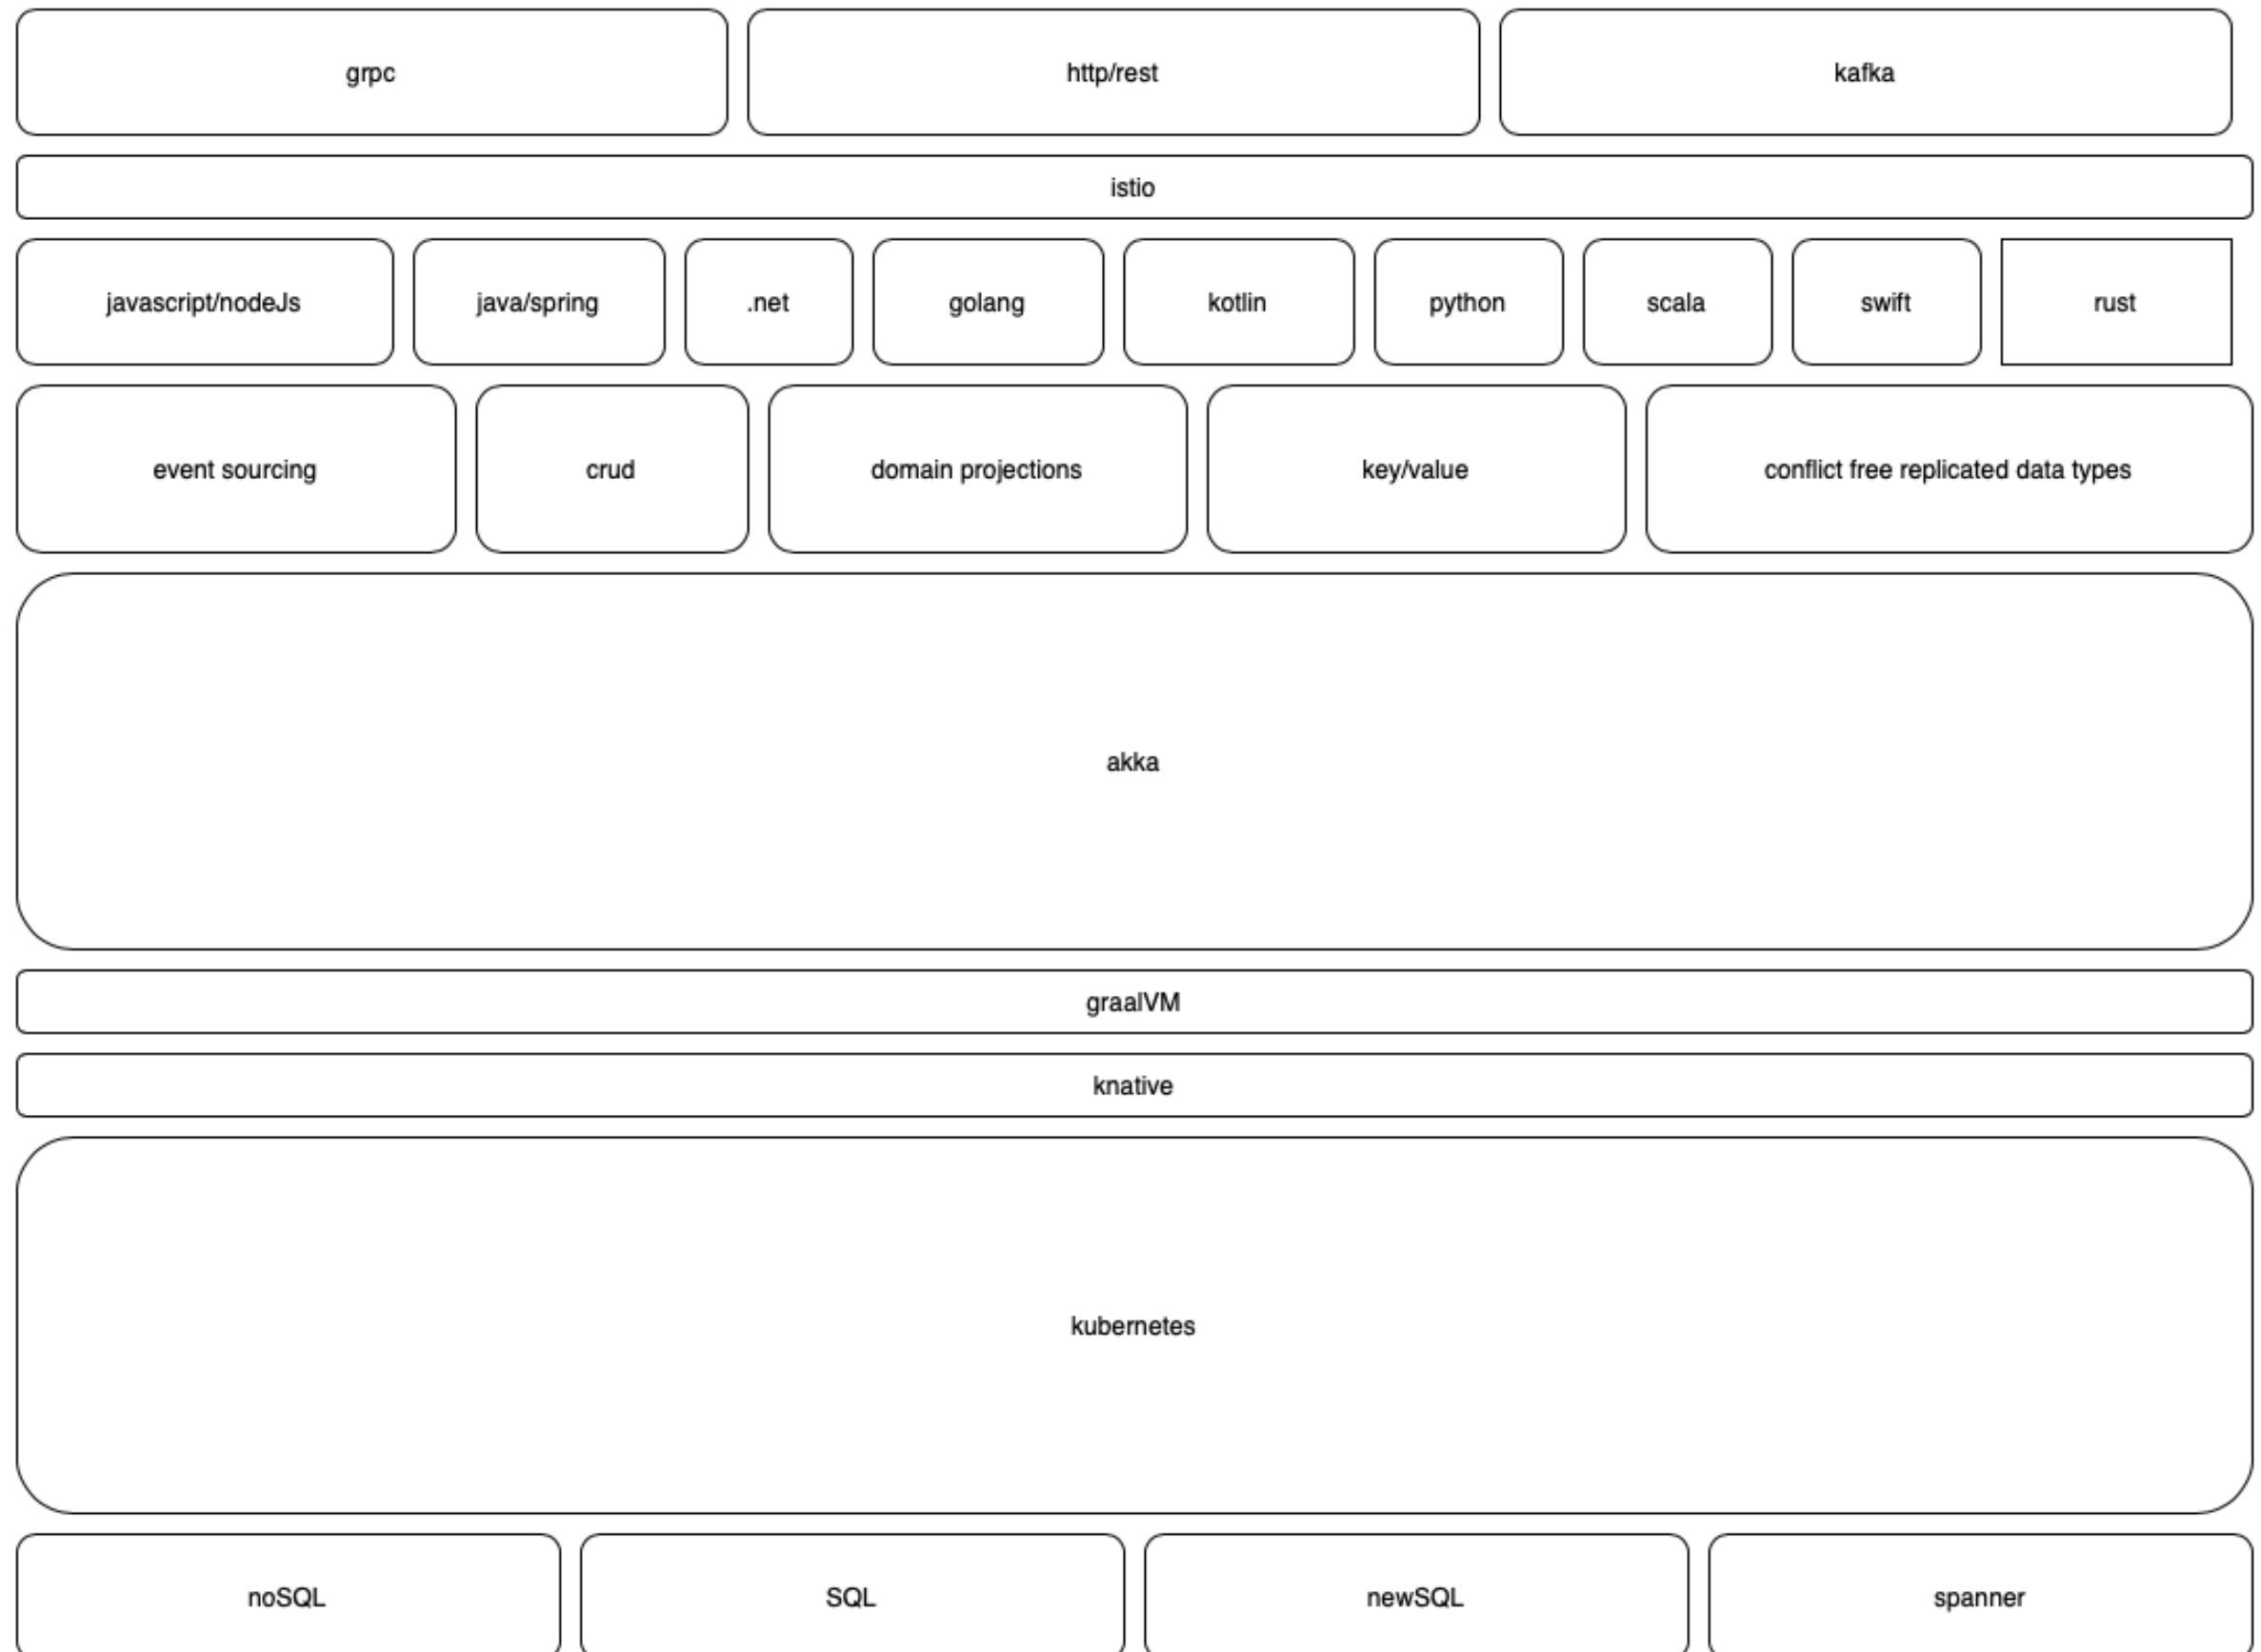 grpc
http/rest
kafka
istio
javascript/nodeJs
java/spring
.net
golang
kotlin
python
scala
swift
rust
event sourcing
crud
domain projections
key/value
conflict free replicated data types
akka
graalVM
knative
kubernetes
noSQL
SQL
newSQL
spanner